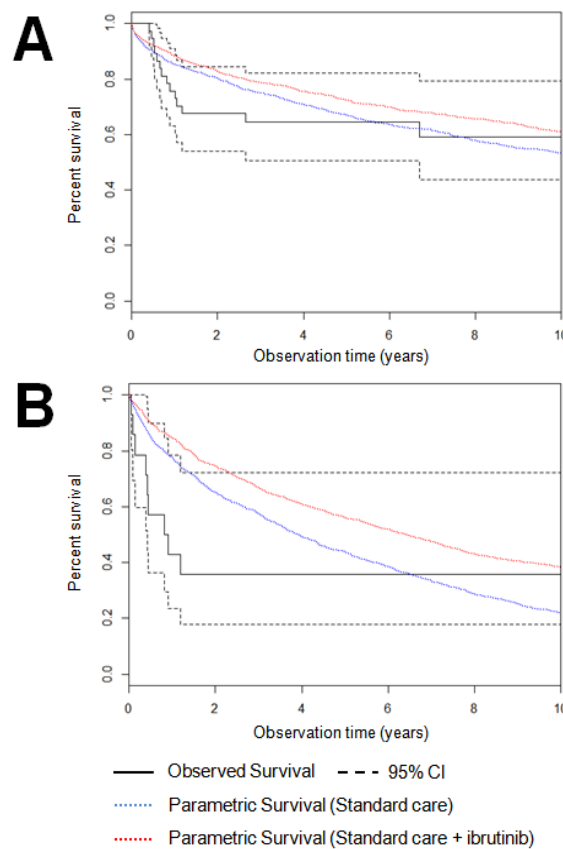 A
Percent survival
1.0
0.8
0.6
0.4
0.2
0.0
0 2 4 6 8 10
Observation time (years)
B
Percent survival
1.0
0.8
0.6
0.4
0.2
0.0
0 2 4 6 8 10
Observation time (years)
Observed Survival 95% CI
Parametric Survival (Standard care)
Parametric Survival (Standard care + ibrutinib)